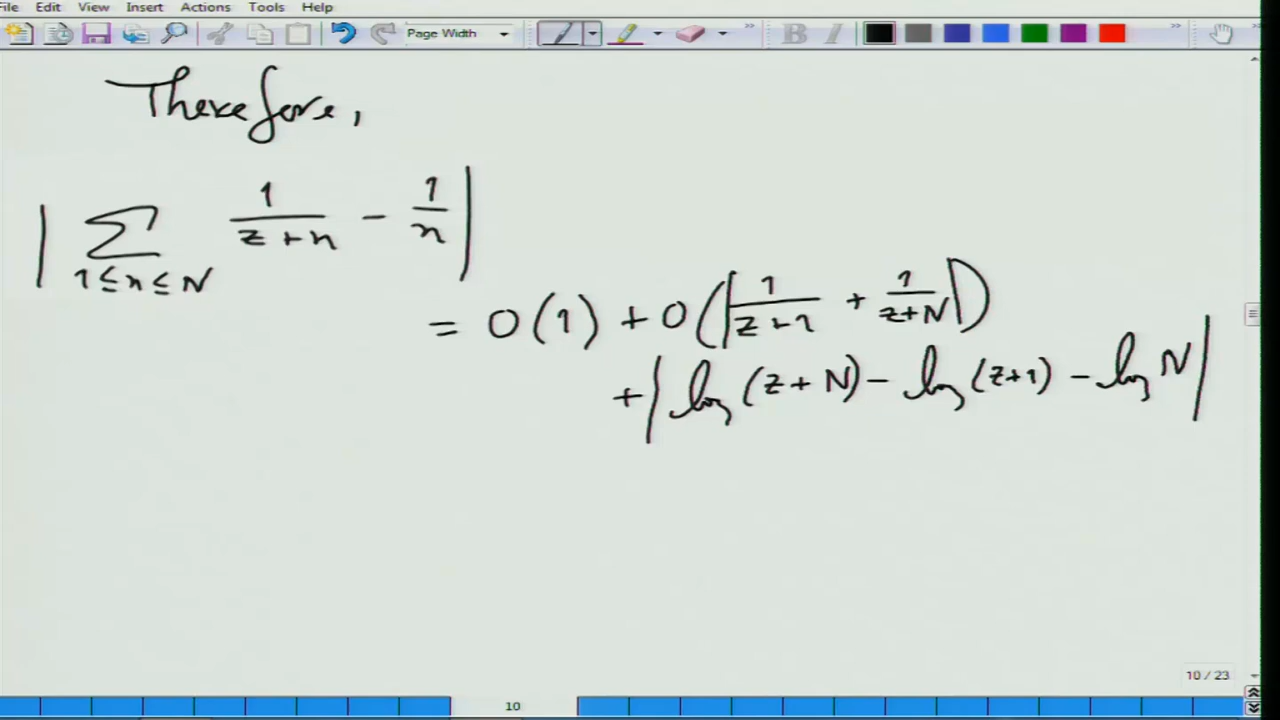 File Edit View Insert Actions Tools Help
Page Width B I
Therefore,
| ∑_{1≤n≤N} 1/(z+n) - 1/n |
= O(1) + O(|1/(z+1) + 1/(z+N)|)
+ | log(z+N) - log(z+1) - log N |
10 / 23
10